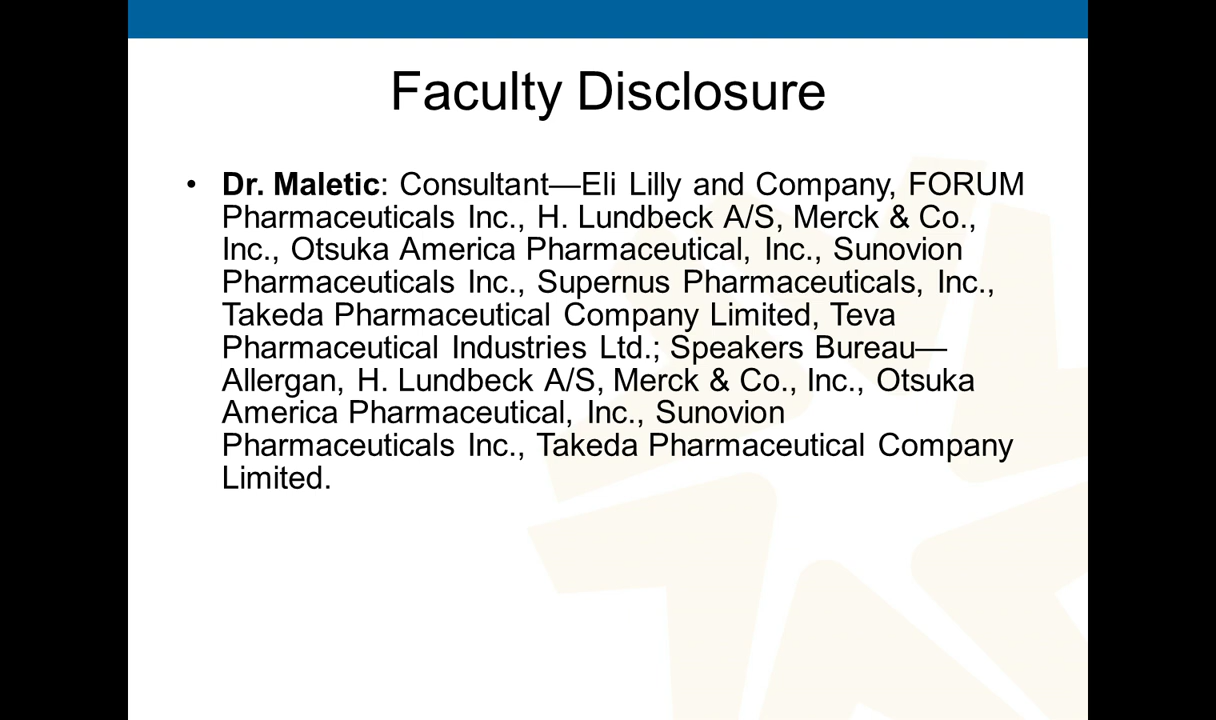 Faculty Disclosure
• Dr. Maletic: Consultant—Eli Lilly and Company, FORUM
Pharmaceuticals Inc., H. Lundbeck A/S, Merck & Co.,
Inc., Otsuka America Pharmaceutical, Inc., Sunovion
Pharmaceuticals Inc., Supernus Pharmaceuticals, Inc.,
Takeda Pharmaceutical Company Limited, Teva
Pharmaceutical Industries Ltd.; Speakers Bureau—
Allergan, H. Lundbeck A/S, Merck & Co., Inc., Otsuka
America Pharmaceutical, Inc., Sunovion
Pharmaceuticals Inc., Takeda Pharmaceutical Company
Limited.